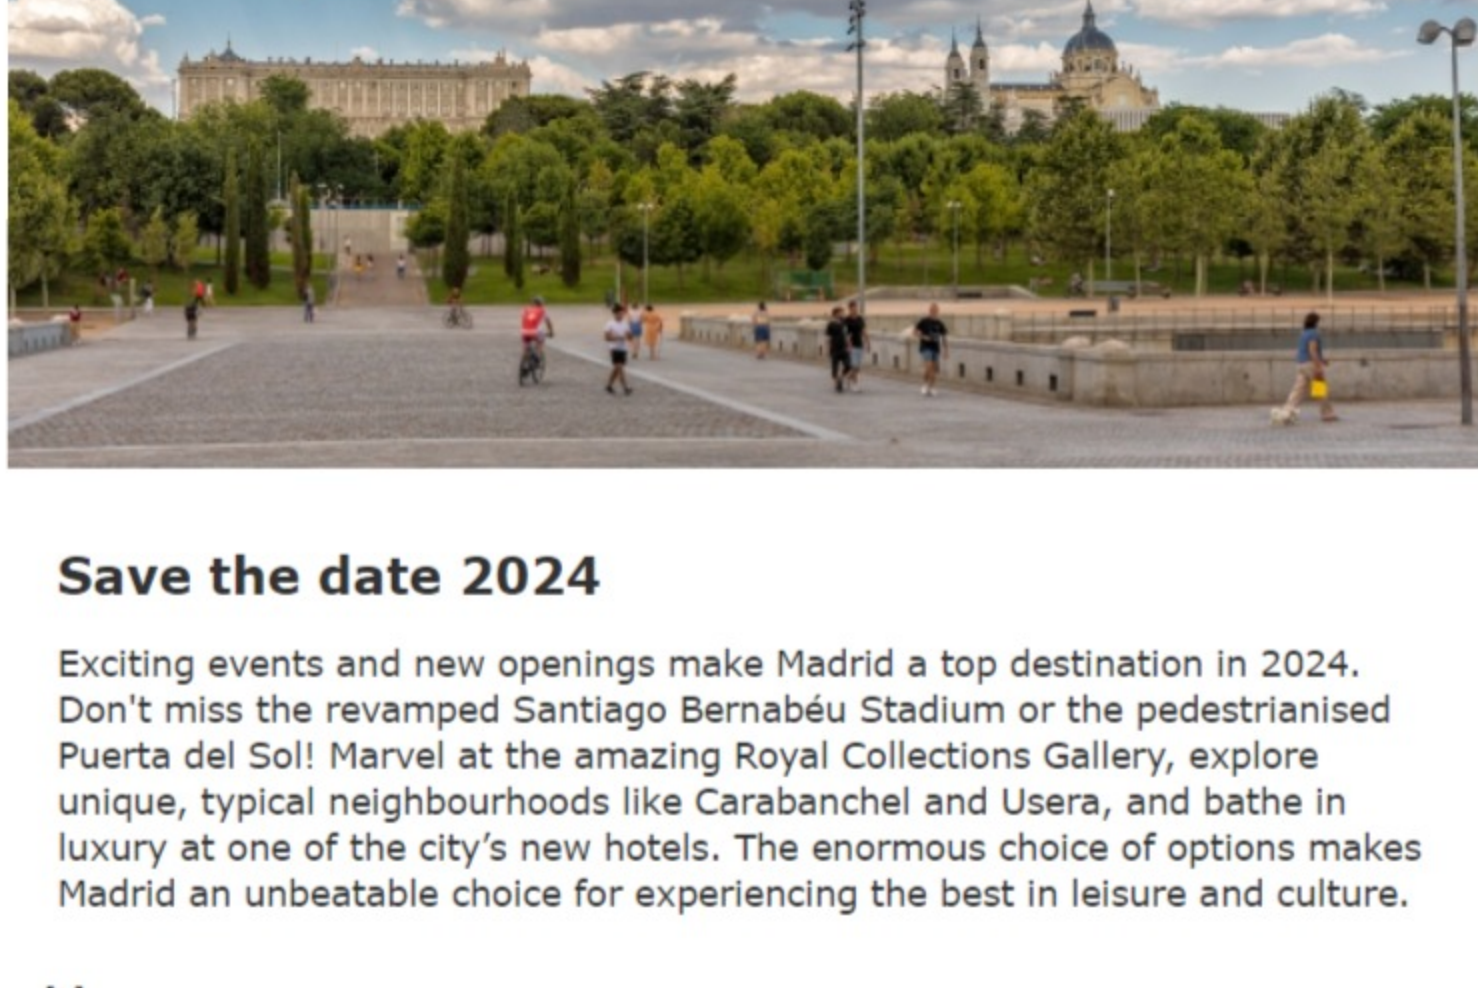 Save the date 2024
Exciting events and new openings make Madrid a top destination in 2024.
Don't miss the revamped Santiago Bernabéu Stadium or the pedestrianised
Puerta del Sol! Marvel at the amazing Royal Collections Gallery, explore
unique, typical neighbourhoods like Carabanchel and Usera, and bathe in
luxury at one of the city’s new hotels. The enormous choice of options makes
Madrid an unbeatable choice for experiencing the best in leisure and culture.